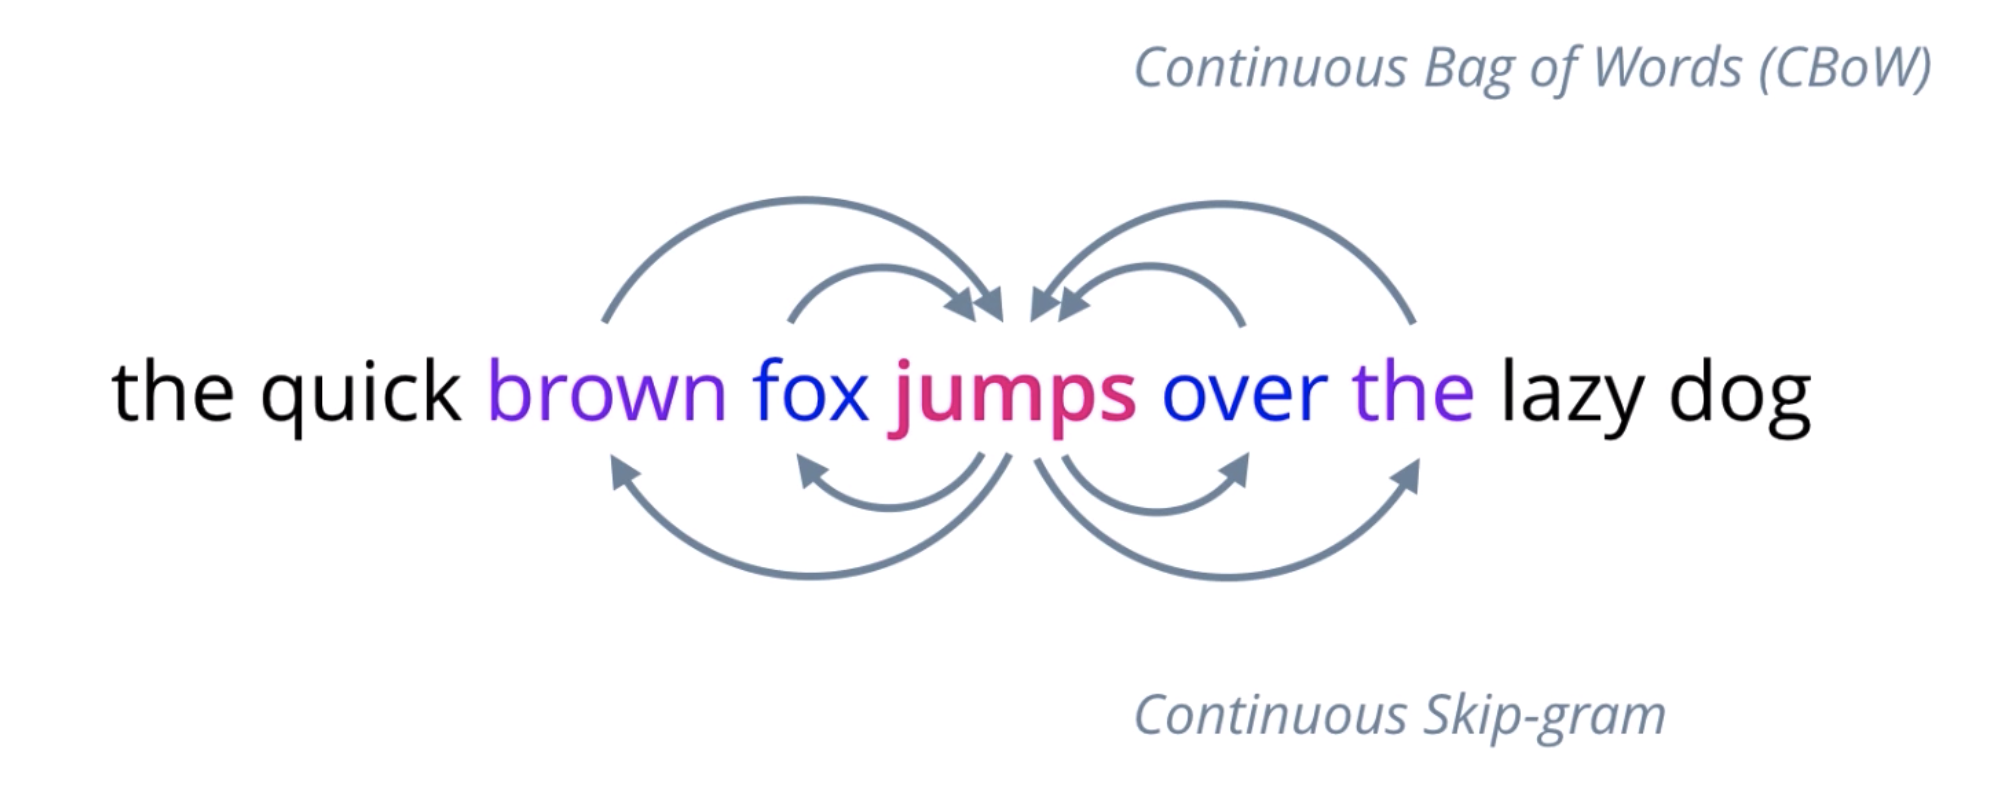 Continuous Bag of Words (CBoW)
the quick brown fox jumps over the lazy dog
Continuous Skip-gram